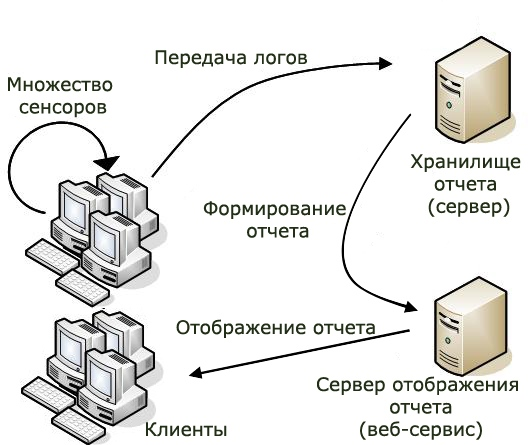 Передача логов
Множество
сенсоров
Хранилище
отчета
(сервер)
Формирование
отчета
Отображение отчета
Сервер отображения
отчета
(веб-сервис)
Клиенты